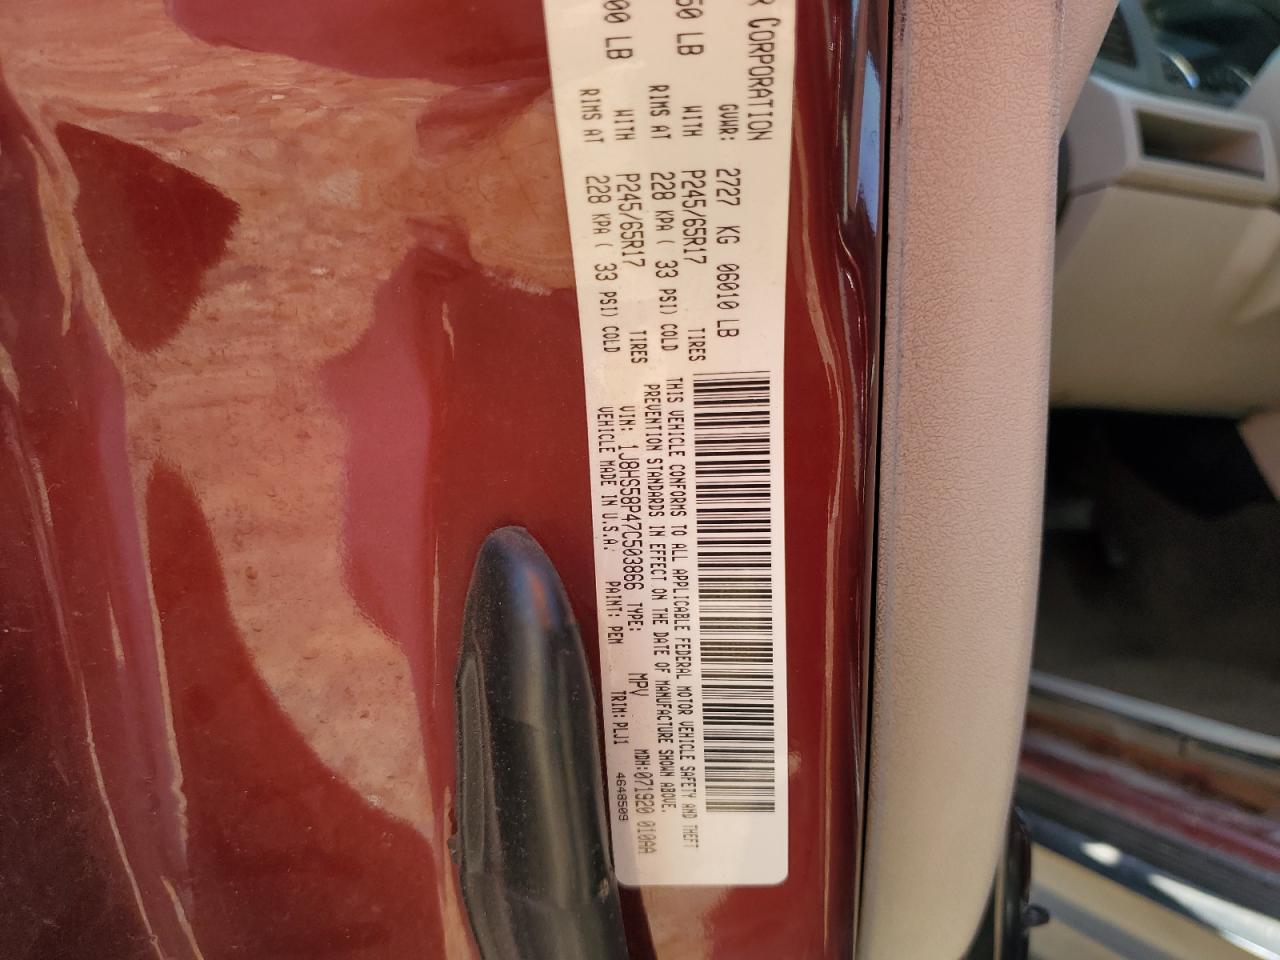 R CORPORATION
GVWR: 2727 KG 06010 LB
50 LB WITH P245/65R17 TIRES
RIMS AT 228 KPA ( 33 PSI) COLD
00 LB WITH P245/65R17 TIRES
RIMS AT 228 KPA ( 33 PSI) COLD
THIS VEHICLE CONFORMS TO ALL APPLICABLE FEDERAL MOTOR VEHICLE SAFETY AND THEFT
PREVENTION STANDARDS IN EFFECT ON THE DATE OF MANUFACTURE SHOWN ABOVE.
VIN: 1J8HS58P47C503866 TYPE: MPV MDH:071920 010AA
VEHICLE MADE IN U.S.A. PAINT: PEM TRIM: PLJ1 4648509